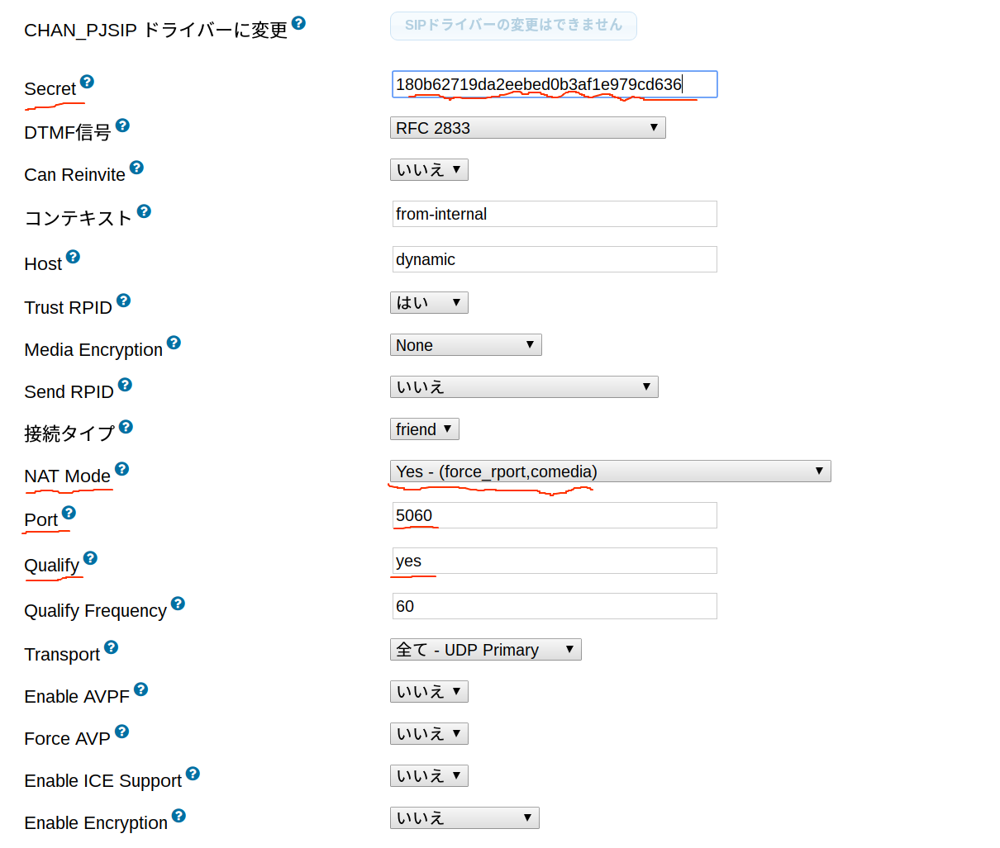 CHAN_PJSIP ドライバーに変更 SIPドライバーの変更はできません
Secret 180b62719da2eebed0b3af1e979cd636
DTMF信号 RFC 2833
Can Reinvite いいえ
コンテキスト from-internal
Host dynamic
Trust RPID はい
Media Encryption None
Send RPID いいえ
接続タイプ friend
NAT Mode Yes - (force_rport,comedia)
Port 5060
Qualify yes
Qualify Frequency 60
Transport 全て - UDP Primary
Enable AVPF いいえ
Force AVP いいえ
Enable ICE Support いいえ
Enable Encryption いいえ